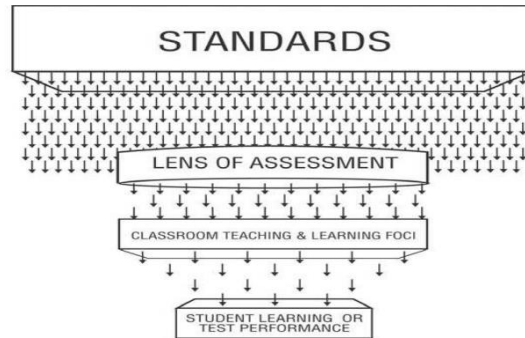 STANDARDS
LENS OF ASSESSMENT
CLASSROOM TEACHING & LEARNING FOCI
STUDENT LEARNING OR
TEST PERFORMANCE